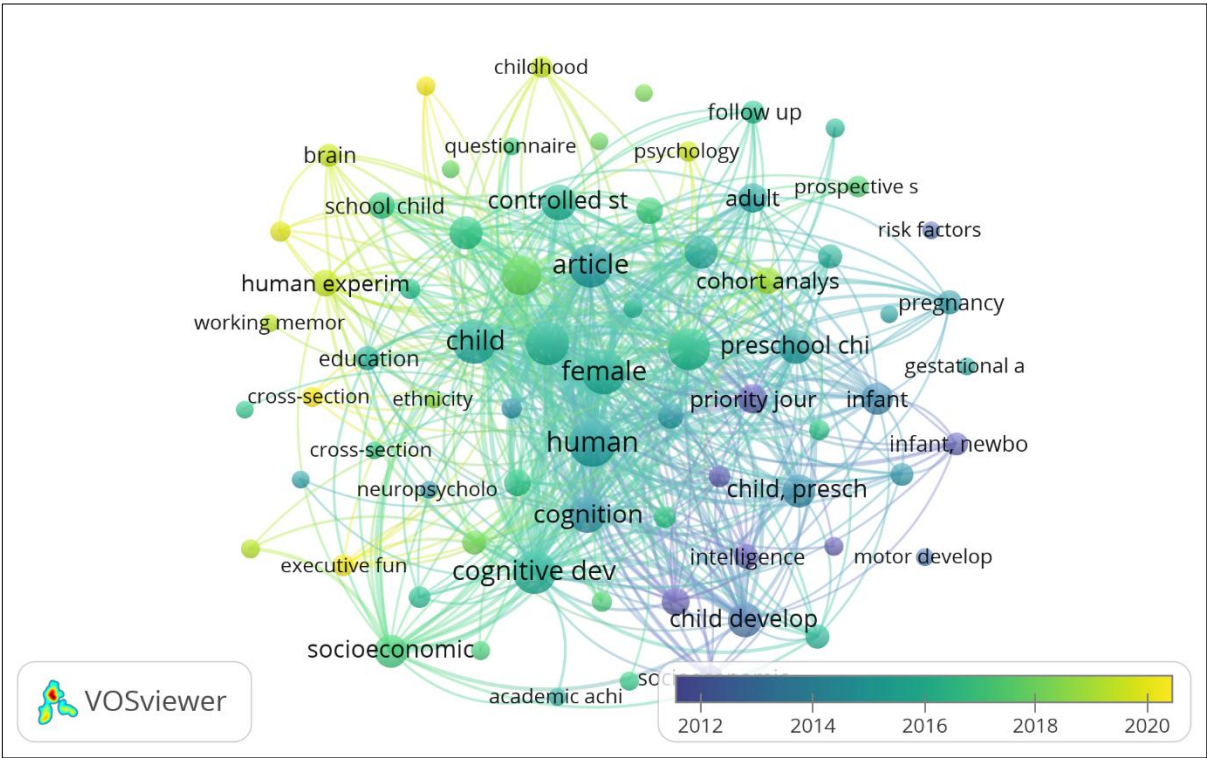 childhood
follow up
questionnaire
psychology
brain
prospective s
school child
controlled st
adult
risk factors
article
human experim
cohort analys
pregnancy
working memor
child
preschool chi
education
female
gestational a
cross-section
ethnicity
priority jour
infant
human
infant, newbo
cross-section
neuropsycholo
child, presch
cognition
intelligence
motor develop
executive fun
cognitive dev
child develop
socioeconomic
academic achi
VOSviewer
2012 2014 2016 2018 2020